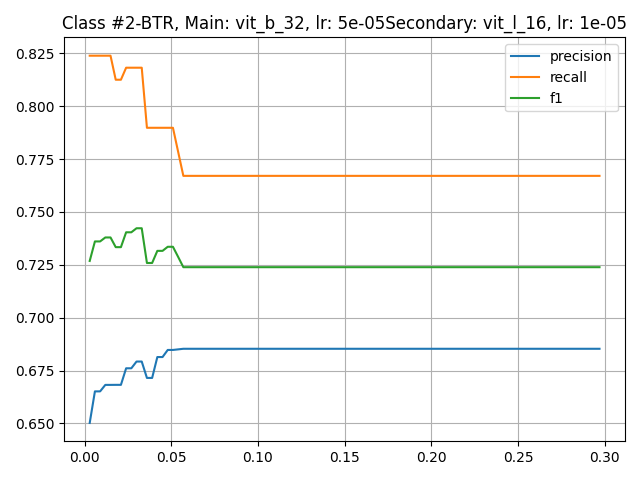 Class #2-BTR, Main: vit_b_32, lr: 5e-05Secondary: vit_l_16, lr: 1e-05
precision
recall
f1
0.825
0.800
0.775
0.750
0.725
0.700
0.675
0.650
0.00 0.05 0.10 0.15 0.20 0.25 0.30